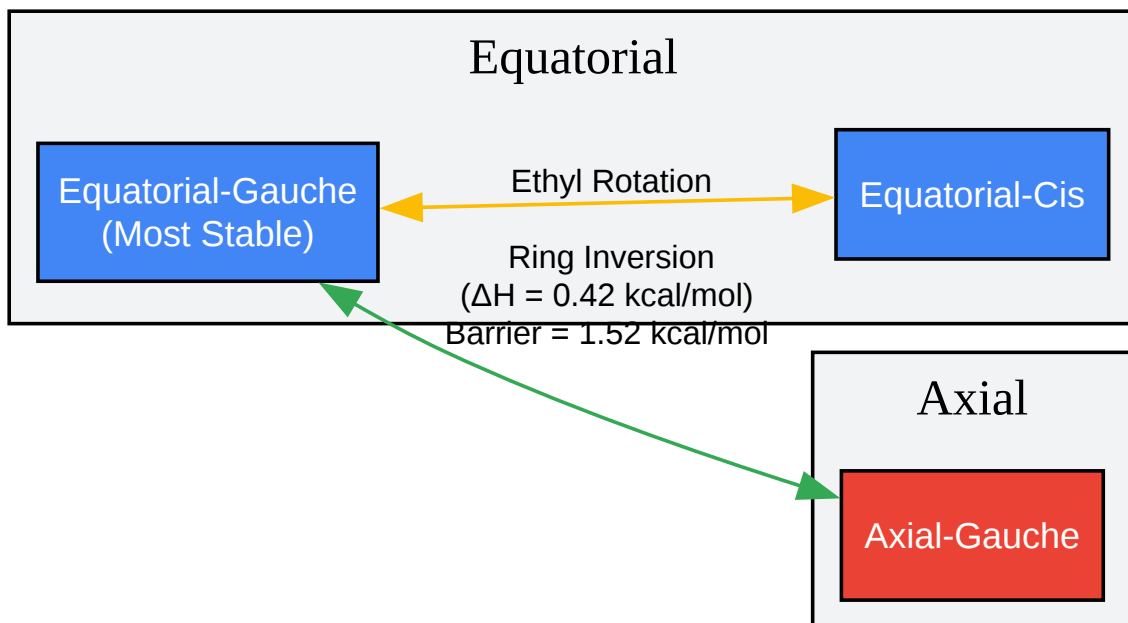 Equatorial
Equatorial-Gauche
(Most Stable)
Ethyl Rotation
Equatorial-Cis
Ring Inversion
(ΔH = 0.42 kcal/mol)
Barrier = 1.52 kcal/mol
Axial
Axial-Gauche